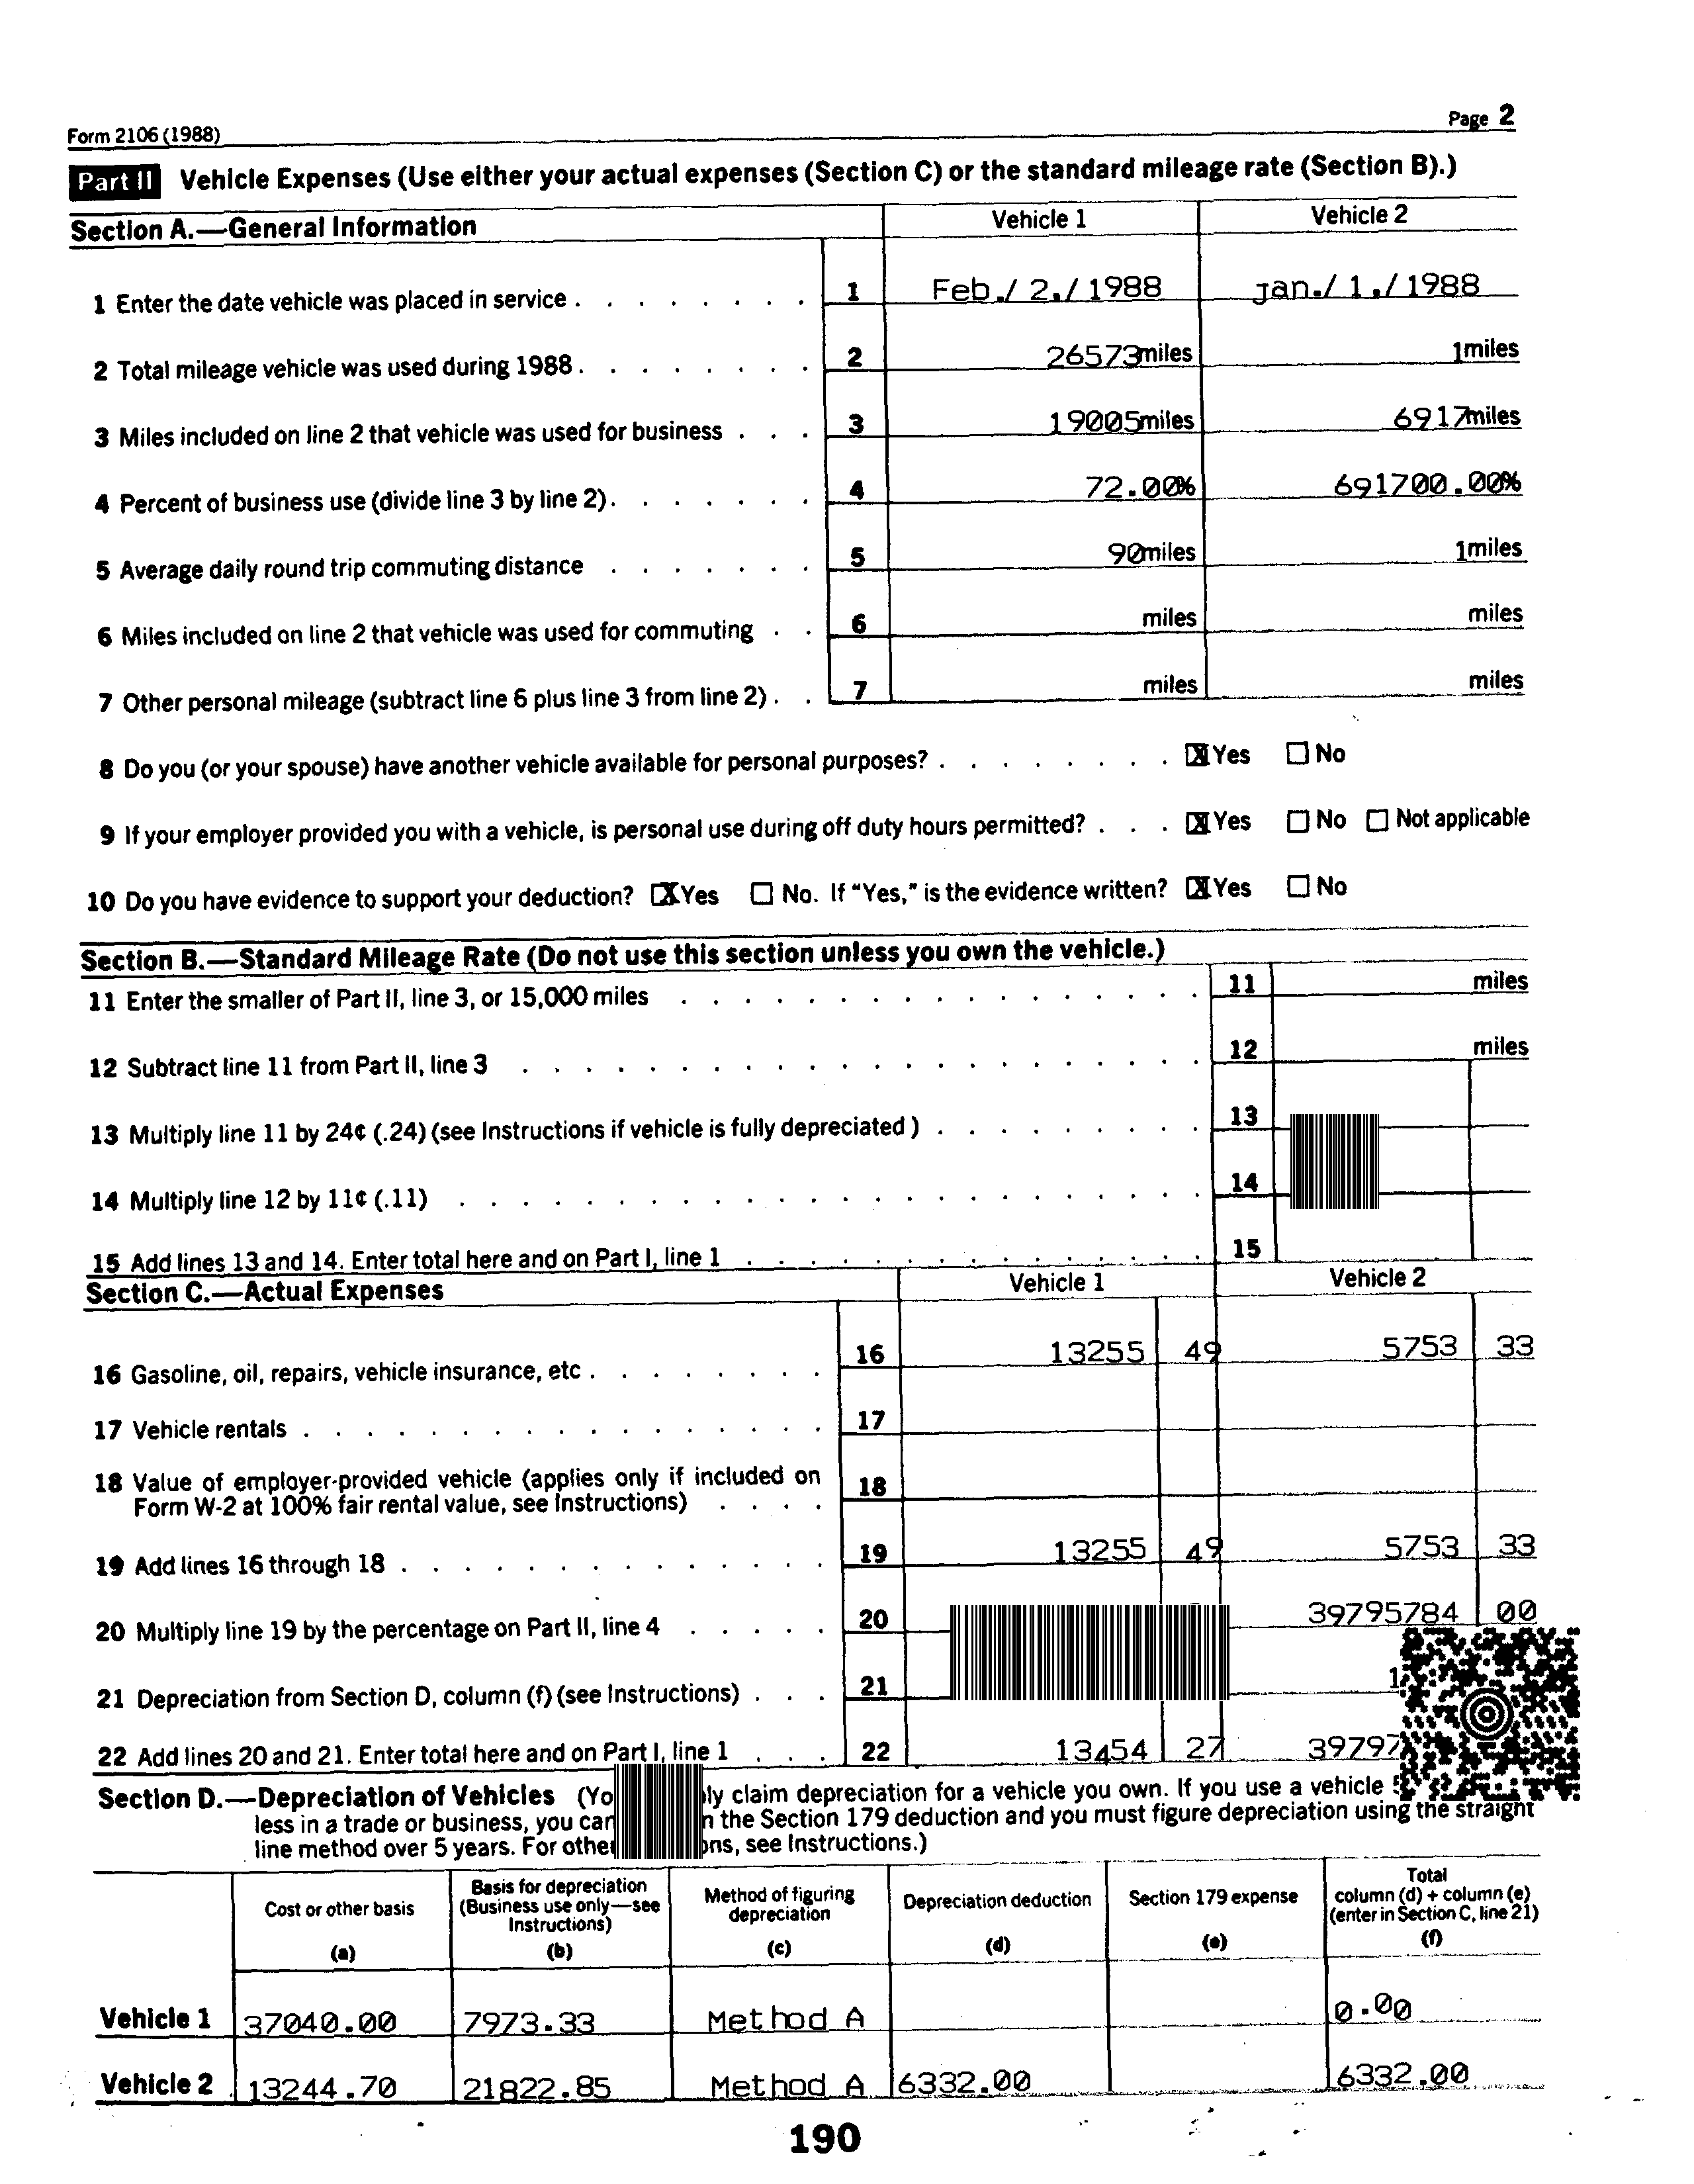 Form 2106 (1988) Page 2
Part II Vehicle Expenses (Use either your actual expenses (Section C) or the standard mileage rate (Section B).)
Section A.—General Information Vehicle 1 Vehicle 2
1 Enter the date vehicle was placed in service . . . . . . . . 1 Feb./ 2./ 1988 jan./ 1./ 1988
2 Total mileage vehicle was used during 1988 . . . . . . . . 2 26573 miles 1 miles
3 Miles included on line 2 that vehicle was used for business . . . 3 19005 miles 6917 miles
4 Percent of business use (divide line 3 by line 2) . . . . . . . 4 72.00% 691700.00%
5 Average daily round trip commuting distance . . . . . . . 5 90 miles 1 miles
6 Miles included on line 2 that vehicle was used for commuting . . 6 miles miles
7 Other personal mileage (subtract line 6 plus line 3 from line 2) . . 7 miles miles
8 Do you (or your spouse) have another vehicle available for personal purposes? . . . . . . . . X Yes No
9 If your employer provided you with a vehicle, is personal use during off duty hours permitted? . . . X Yes No Not applicable
10 Do you have evidence to support your deduction? X Yes No. If "Yes," is the evidence written? X Yes No
Section B.—Standard Mileage Rate (Do not use this section unless you own the vehicle.)
11 Enter the smaller of Part II, line 3, or 15,000 miles . . . . . . . . . . . . . . . . . 11 miles
12 Subtract line 11 from Part II, line 3 . . . . . . . . . . . . . . . . . . . . . . 12 miles
13 Multiply line 11 by 24¢ (.24) (see Instructions if vehicle is fully depreciated ) . . . . . . . . . 13
14 Multiply line 12 by 11¢ (.11) . . . . . . . . . . . . . . . . . . . . . . . . 14
15 Add lines 13 and 14. Enter total here and on Part I, line 1 . . . . . . . . . . . . . . . 15
Section C.—Actual Expenses Vehicle 1 Vehicle 2
16 Gasoline, oil, repairs, vehicle insurance, etc . . . . . . . . 16 13255 49 5753 33
17 Vehicle rentals . . . . . . . . . . . . . . . . . 17
18 Value of employer-provided vehicle (applies only if included on
Form W-2 at 100% fair rental value, see Instructions) . . . . 18
19 Add lines 16 through 18 . . . . . . . . . . . . . . 19 13255 49 5753 33
20 Multiply line 19 by the percentage on Part II, line 4 . . . . . 20 39795784 00
21 Depreciation from Section D, column (f) (see Instructions) . . . 21
22 Add lines 20 and 21. Enter total here and on Part I, line 1 . . . 22 13454 27
Section D.—Depreciation of Vehicles claim depreciation for a vehicle you own. If you use a vehicle
less in a trade or business, you the Section 179 deduction and you must figure depreciation using the straight
line method over 5 years. For see Instructions.)
Cost or other basis
(a)
Basis for depreciation
(Business use only—see
Instructions)
(b)
Method of figuring
depreciation
(c)
Depreciation deduction
(d)
Section 179 expense
(e)
Total
column (d) + column (e)
(enter in Section C, line 21)
(f)
Vehicle 1 37040.00 7973.33 Method A 0.00
Vehicle 2 13244.70 21822.85 Method A 6332.00 6332.00
190